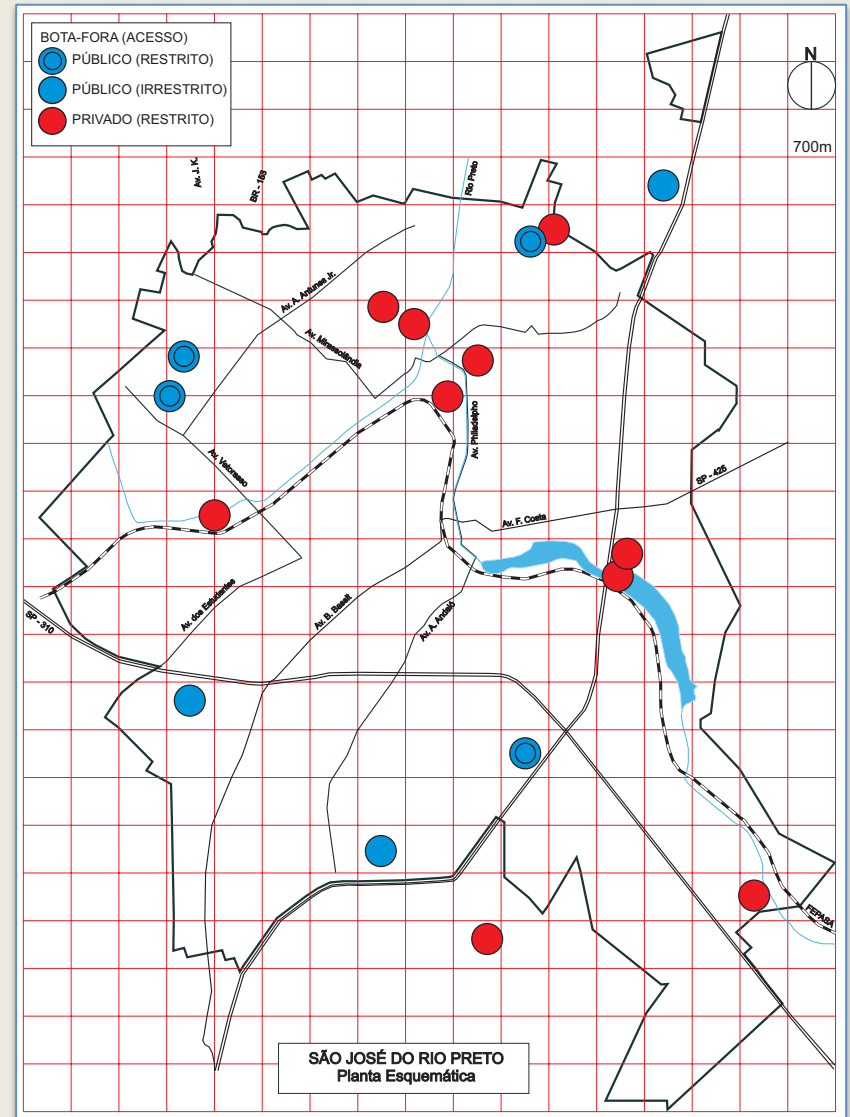 BOTA-FORA (ACESSO)
PÚBLICO (RESTRITO)
PÚBLICO (IRRESTRITO)
PRIVADO (RESTRITO)
N
700m
Av. J. K.
BR - 153
Rio Preto
Av. A. Antunes Jr.
Av. Mirassolândia
Av. Philadelpho
Av. Velorasso
SP - 425
Av. F. Costa
Av. dos Estudantes
Av. B. Bassit
Av. A. Andaló
SP - 310
FEPASA
SÃO JOSÉ DO RIO PRETO
Planta Esquemática